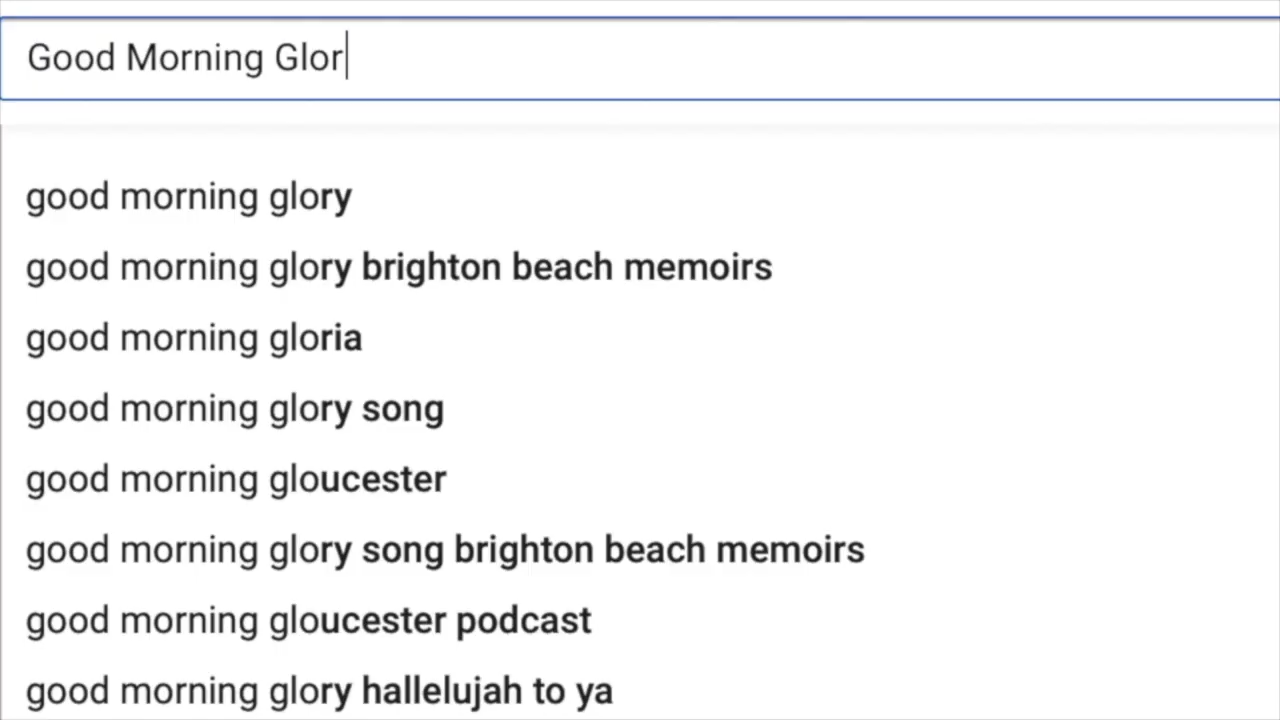 Good Morning Glor
good morning glory
good morning glory brighton beach memoirs
good morning gloria
good morning glory song
good morning gloucester
good morning glory song brighton beach memoirs
good morning gloucester podcast
good morning glory hallelujah to ya